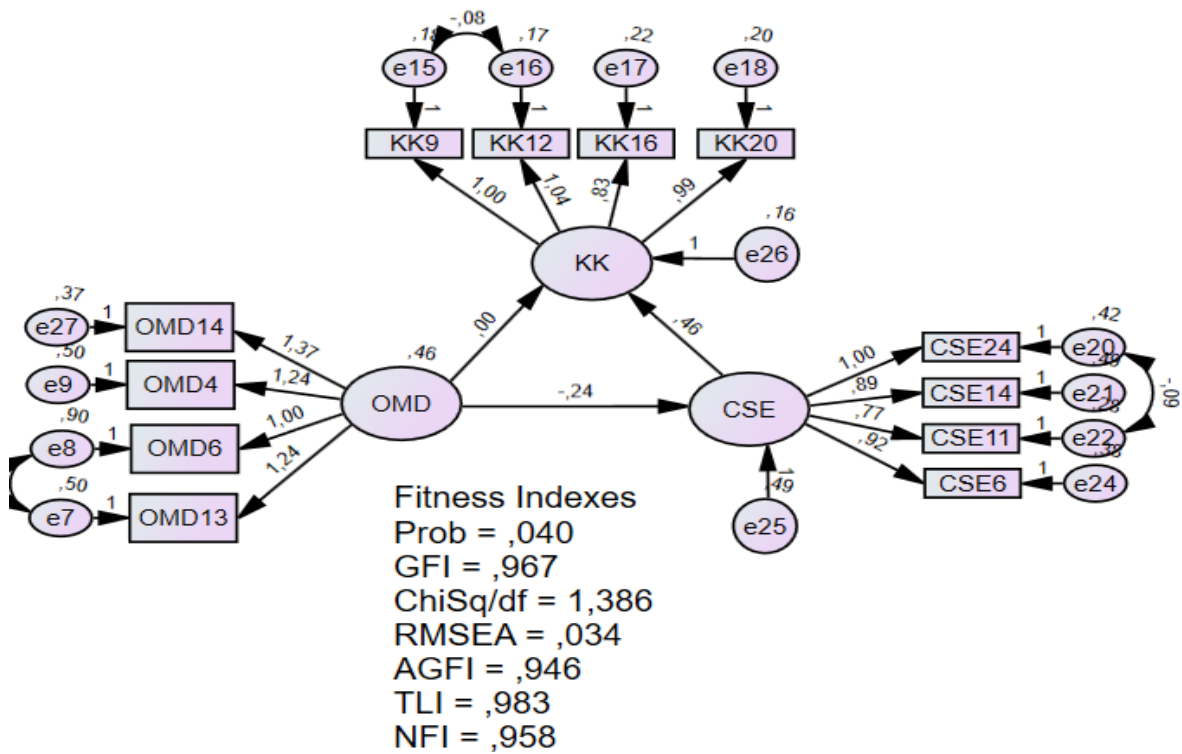 -,08
,18 ,17 ,22 ,20
e15 e16 e17 e18
1 1 1 1
KK9 KK12 KK16 KK20
1,00 1,04 ,83 ,99
,16
KK 1 e26
,37
e27 1 OMD14
,50
e9 1 OMD4
,90
e8 1 OMD6
,50
e7 1 OMD13
1,37
1,24
1,00
1,24
,46
OMD
,00
-,24
,46
CSE
1
,49
e25
1,00
,89
,77
,92
,42
CSE24 1 e20
CSE14 1 e21
,28
CSE11 1 e22
,38
CSE6 1 e24
-,09
Fitness Indexes
Prob = ,040
GFI = ,967
ChiSq/df = 1,386
RMSEA = ,034
AGFI = ,946
TLI = ,983
NFI = ,958